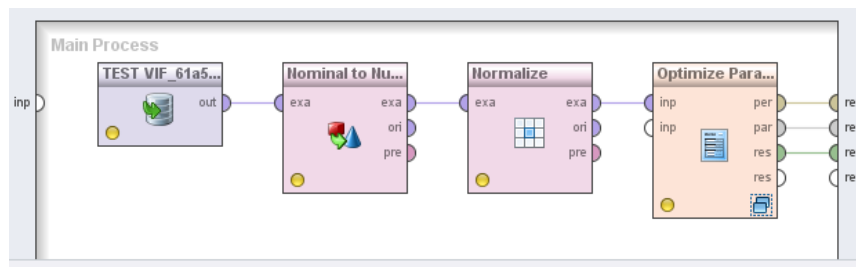 Main Process
TEST VIF_61a5...
Nominal to Nu...
Normalize
Optimize Para...
inp
out
exa
exa
exa
exa
inp
per
re
ori
ori
inp
par
re
pre
pre
res
re
res
re